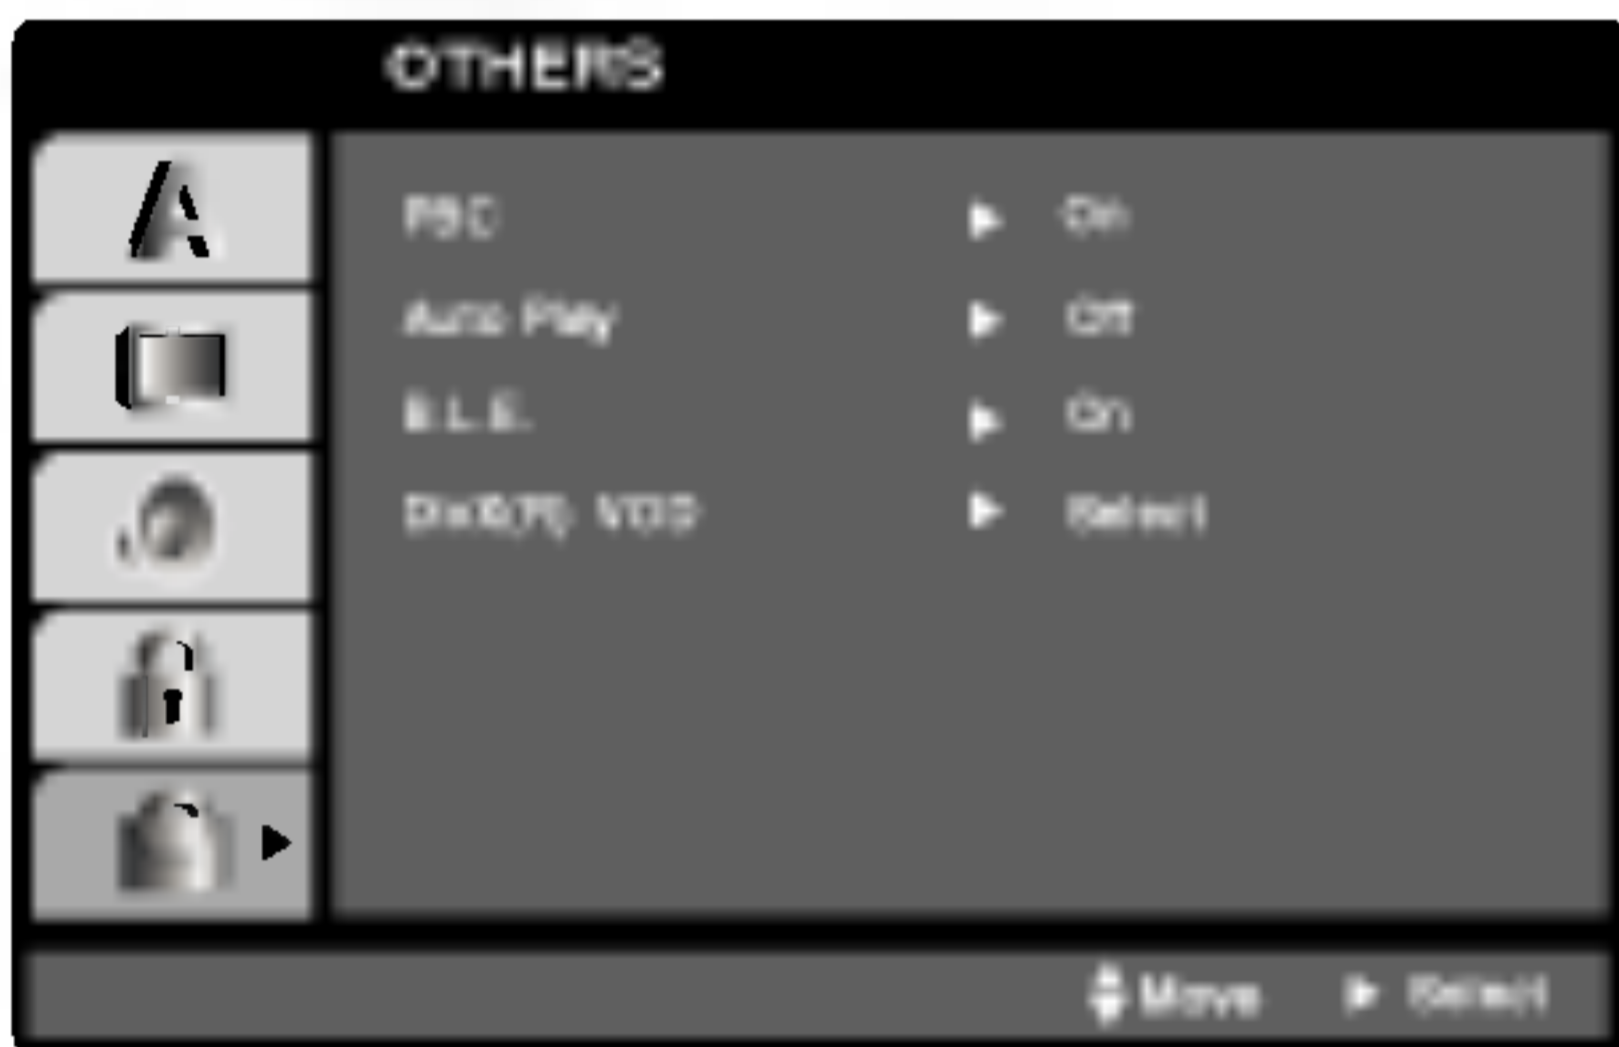 OTHERS
PBC On
Auto Play Off
B.L.E. On
DivX(R) VOD Select
Move Select